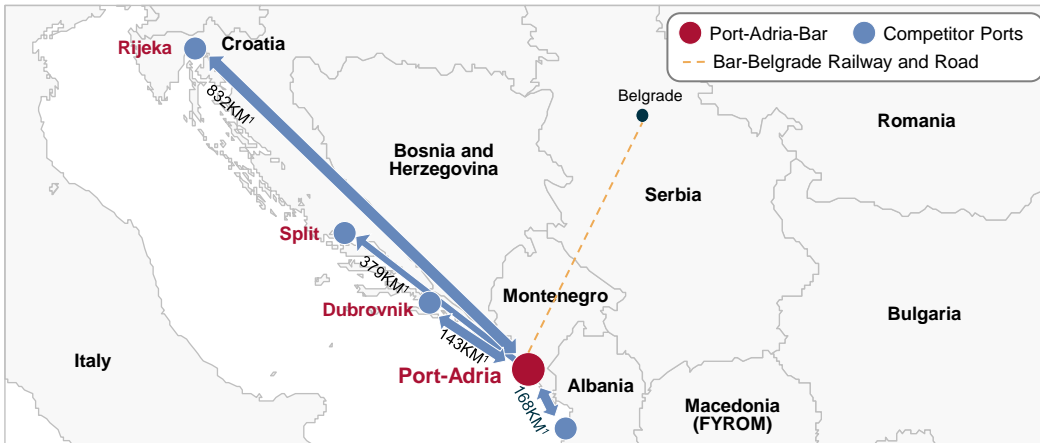 Port-Adria-Bar
Competitor Ports
Bar-Belgrade Railway and Road
Rijeka
Croatia
832KM¹
Belgrade
Romania
Bosnia and
Herzegovina
Serbia
Split
379KM¹
Dubrovnik
Montenegro
Bulgaria
143KM¹
Italy
Port-Adria
Albania
168KM¹
Macedonia
(FYROM)